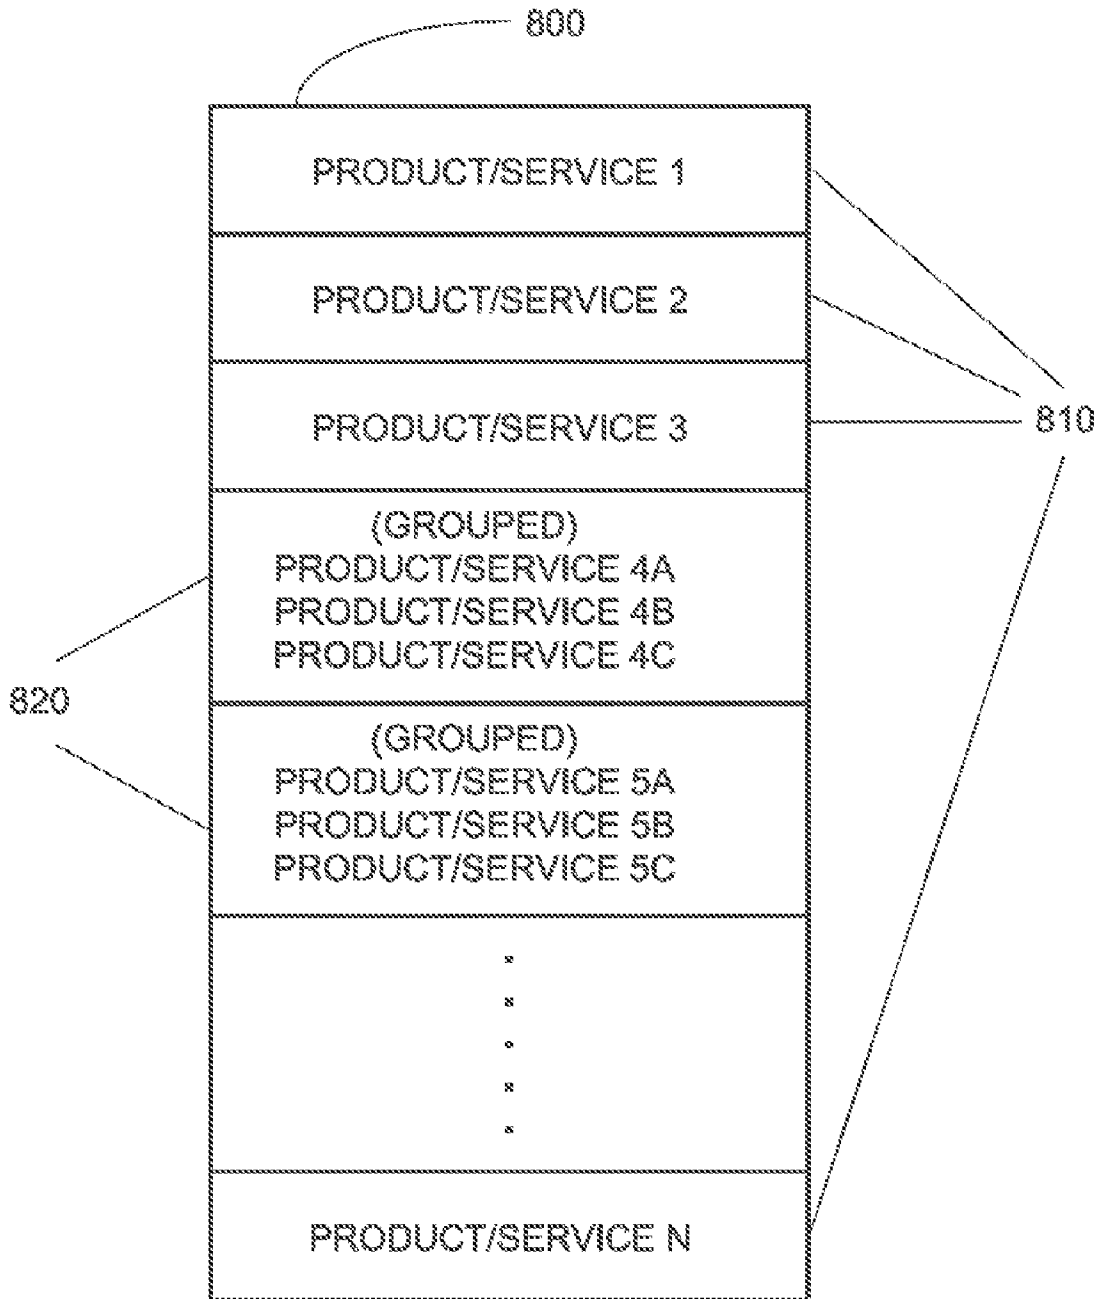 800
PRODUCT/SERVICE 1
PRODUCT/SERVICE 2
PRODUCT/SERVICE 3
810
(GROUPED)
PRODUCT/SERVICE 4A
PRODUCT/SERVICE 4B
PRODUCT/SERVICE 4C
820
(GROUPED)
PRODUCT/SERVICE 5A
PRODUCT/SERVICE 5B
PRODUCT/SERVICE 5C
PRODUCT/SERVICE N